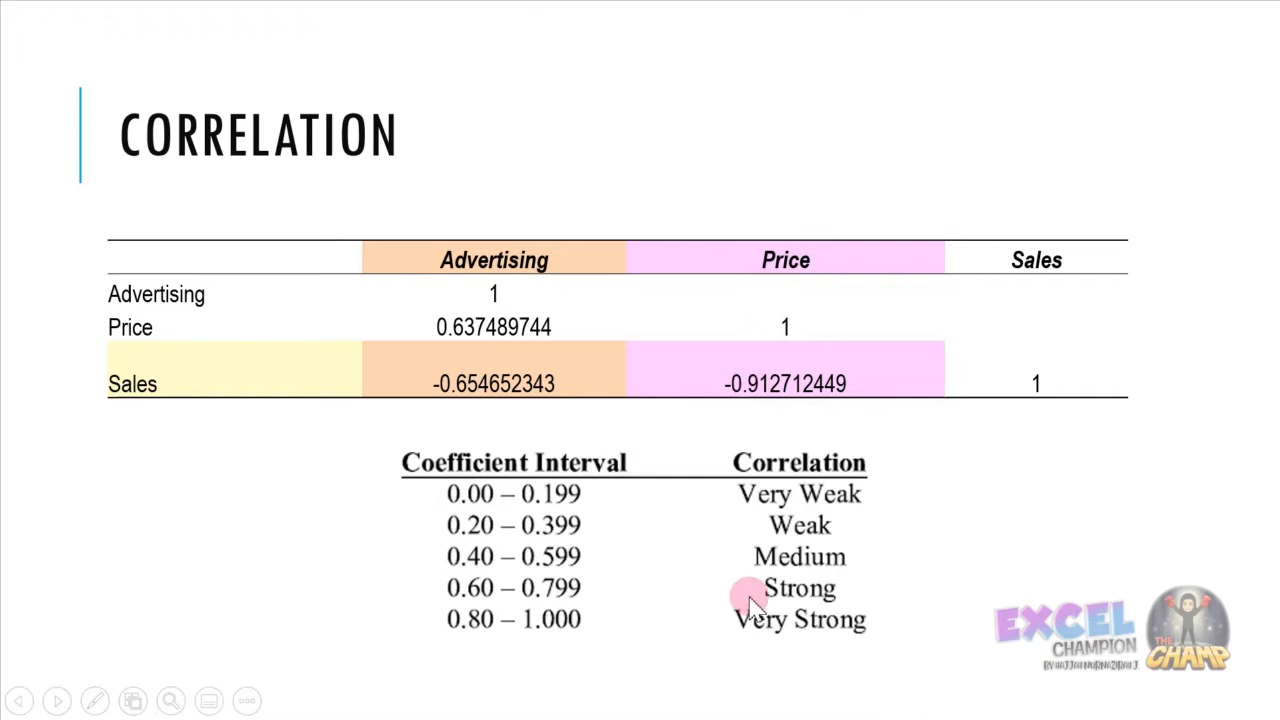 CORRELATION
Advertising Price Sales
Advertising 1
Price 0.637489744 1
Sales -0.654652343 -0.912712449 1
Coefficient Interval Correlation
0.00 – 0.199 Very Weak
0.20 – 0.399 Weak
0.40 – 0.599 Medium
0.60 – 0.799 Strong
0.80 – 1.000 Very Strong
EXCEL
CHAMPION
THE
CHAMP